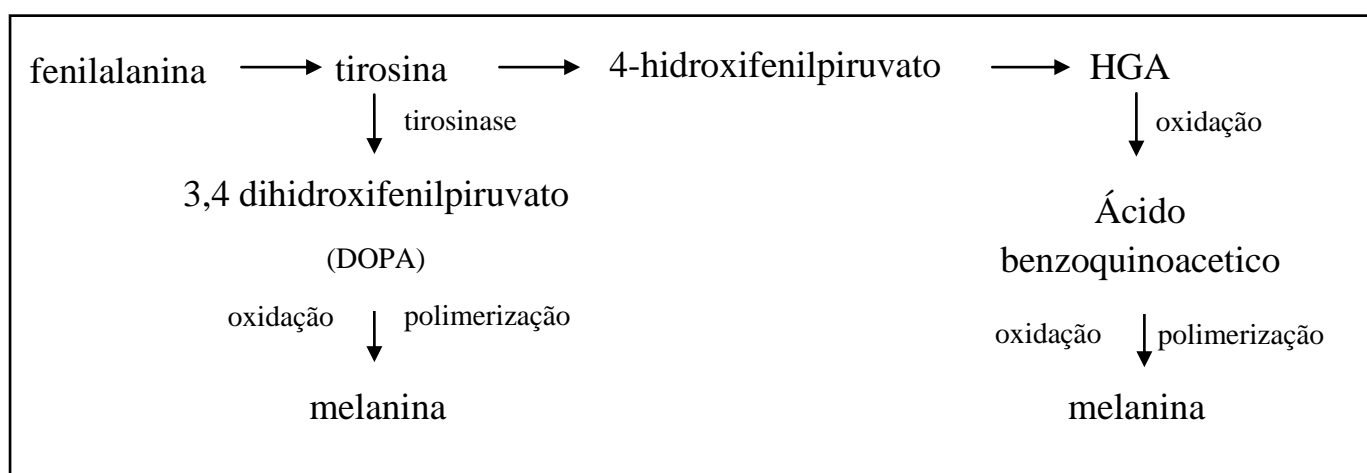 fenilalanina tirosina 4-hidroxifenilpiruvato HGA
tirosinase oxidação
3,4 dihidroxifenilpiruvato Ácido
(DOPA) benzoquinoacetico
oxidação polimerização oxidação polimerização
melanina melanina